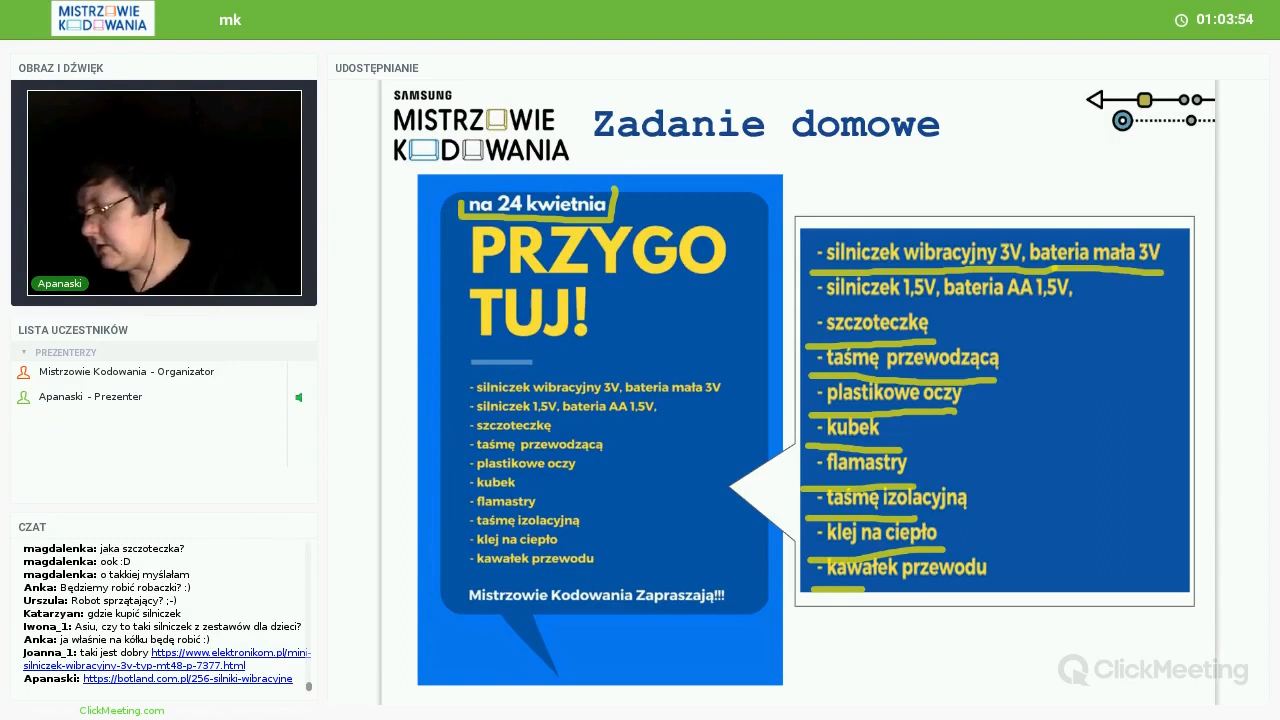 MISTRZOWIE
KODOWANIA
mk
01:03:54
OBRAZ I DŹWIĘK
Apanaski
LISTA UCZESTNIKÓW
PREZENTERZY
Mistrzowie Kodowania - Organizator
Apanaski - Prezenter
CZAT
magdalenka: jaka szczoteczka?
magdalenka: ook :D
magdalenka: o takkiej myślałam
Anka: Będziemy robić robaczki? :)
Urszula: Robot sprzątający? ;-)
Katarzyan: gdzie kupić silniczek
Iwona_1: Asiu, czy to taki silniczek z zestawów dla dzieci?
Anka: ja właśnie na kółku będę robić :)
Joanna_1: taki jest dobry https://www.elektronikom.pl/mini-
silniczek-wibracyjny-3v-typ-mt48-p-7377.html
Apanaski: https://botland.com.pl/256-silniki-wibracyjne
ClickMeeting.com
UDOSTĘPNIANIE
SAMSUNG
MISTRZOWIE
KODOWANIA
Zadanie domowe
na 24 kwietnia
PRZYGO
TUJ!
- silniczek wibracyjny 3V, bateria mała 3V
- silniczek 1,5V, bateria AA 1,5V,
- szczoteczkę
- taśmę przewodzącą
- plastikowe oczy
- kubek
- flamastry
- taśmę izolacyjną
- klej na ciepło
- kawałek przewodu
Mistrzowie Kodowania Zapraszają!!!
- silniczek wibracyjny 3V, bateria mała 3V
- silniczek 1,5V, bateria AA 1,5V,
- szczoteczkę
- taśmę przewodzącą
- plastikowe oczy
- kubek
- flamastry
- taśmę izolacyjną
- klej na ciepło
- kawałek przewodu
ClickMeeting